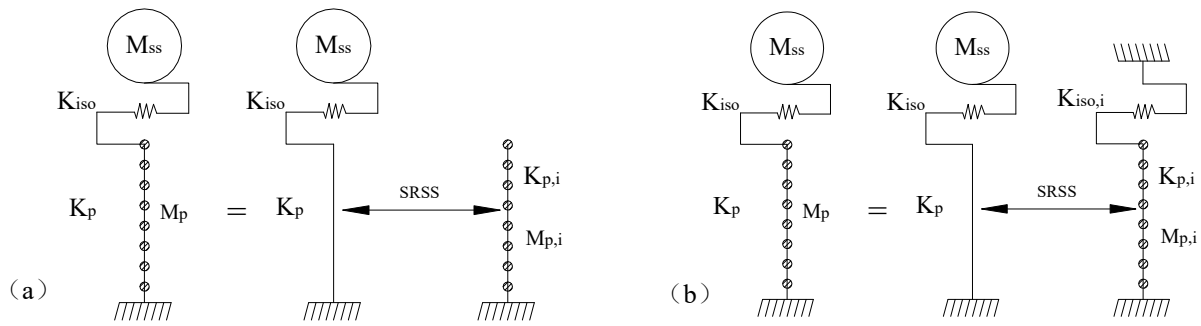 Mss
Mss
Kiso
Kiso
Kp
Mp
=
Kp
SRSS
Kp,i
Mp,i
（a）
Mss
Mss
Kiso
Kiso
Kiso,i
Kp
Mp
=
Kp
SRSS
Kp,i
Mp,i
（b）